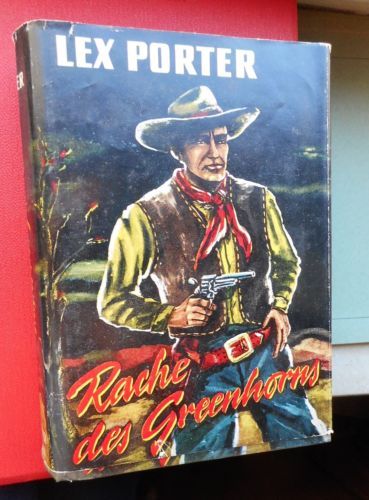 LEX PORTER
Rache
des Greenhorns